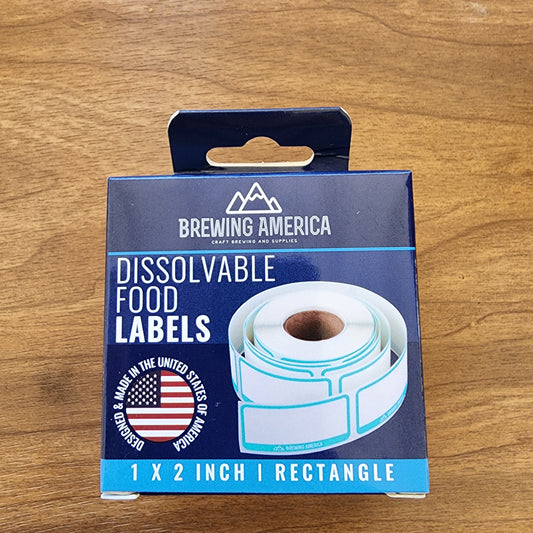 BREWING AMERICA
CRAFT BREWING AND SUPPLIES
DISSOLVABLE
FOOD
LABELS
DESIGNED & MADE IN THE UNITED STATES OF AMERICA
BREWING AMERICA
1 X 2 INCH | RECTANGLE